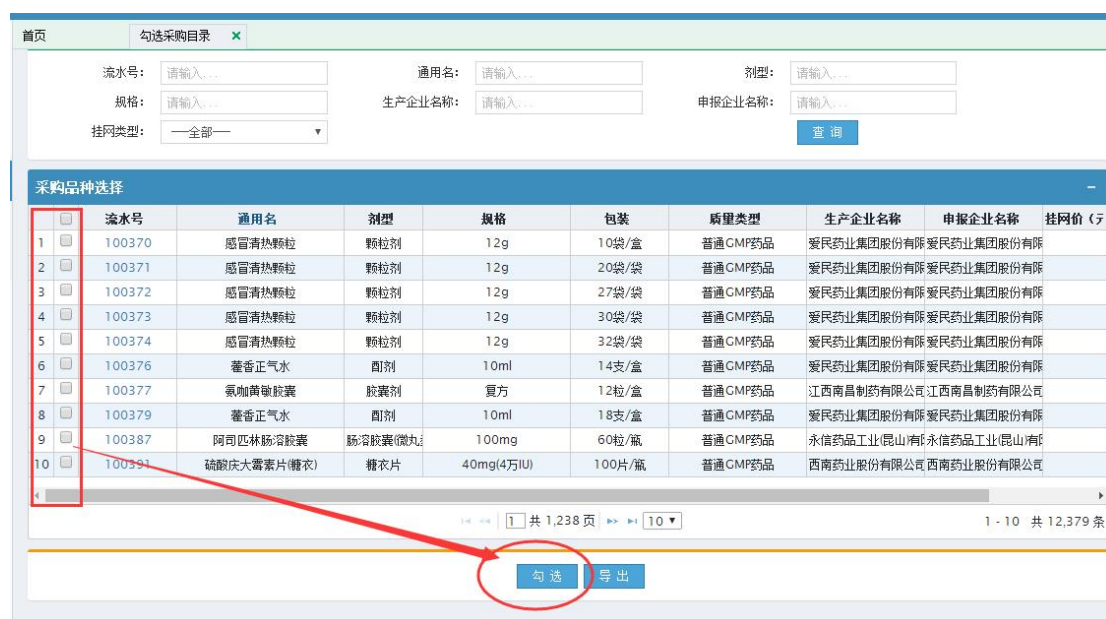 首页 勾选采购目录 ×
流水号： 请输入... 通用名： 请输入... 剂型： 请输入...
规格： 请输入... 生产企业名称： 请输入... 申报企业名称： 请输入...
挂网类型： ──全部── ▼ 查 询
采购品种选择 −
流水号 通用名 剂型 规格 包装 质量类型 生产企业名称 申报企业名称 挂网价（元
1 100370 感冒清热颗粒 颗粒剂 12g 10袋/盒 普通GMP药品 爱民药业集团股份有限 爱民药业集团股份有限
2 100371 感冒清热颗粒 颗粒剂 12g 20袋/袋 普通GMP药品 爱民药业集团股份有限 爱民药业集团股份有限
3 100372 感冒清热颗粒 颗粒剂 12g 27袋/袋 普通GMP药品 爱民药业集团股份有限 爱民药业集团股份有限
4 100373 感冒清热颗粒 颗粒剂 12g 30袋/袋 普通GMP药品 爱民药业集团股份有限 爱民药业集团股份有限
5 100374 感冒清热颗粒 颗粒剂 12g 32袋/袋 普通GMP药品 爱民药业集团股份有限 爱民药业集团股份有限
6 100376 藿香正气水 酊剂 10ml 14支/盒 普通GMP药品 爱民药业集团股份有限 爱民药业集团股份有限
7 100377 氨咖黄敏胶囊 胶囊剂 复方 12粒/盒 普通GMP药品 江西南昌制药有限公司 江西南昌制药有限公司
8 100379 藿香正气水 酊剂 10ml 18支/盒 普通GMP药品 爱民药业集团股份有限 爱民药业集团股份有限
9 100387 阿司匹林肠溶胶囊 肠溶胶囊(微丸 100mg 60粒/瓶 普通GMP药品 永信药品工业(昆山)有 永信药品工业(昆山)有
10 100391 硫酸庆大霉素片(糖衣) 糖衣片 40mg(4万IU) 100片/瓶 普通GMP药品 西南药业股份有限公司 西南药业股份有限公司
1 共 1,238 页 10 ▼ 1 - 10 共 12,379 条
勾 选 导 出